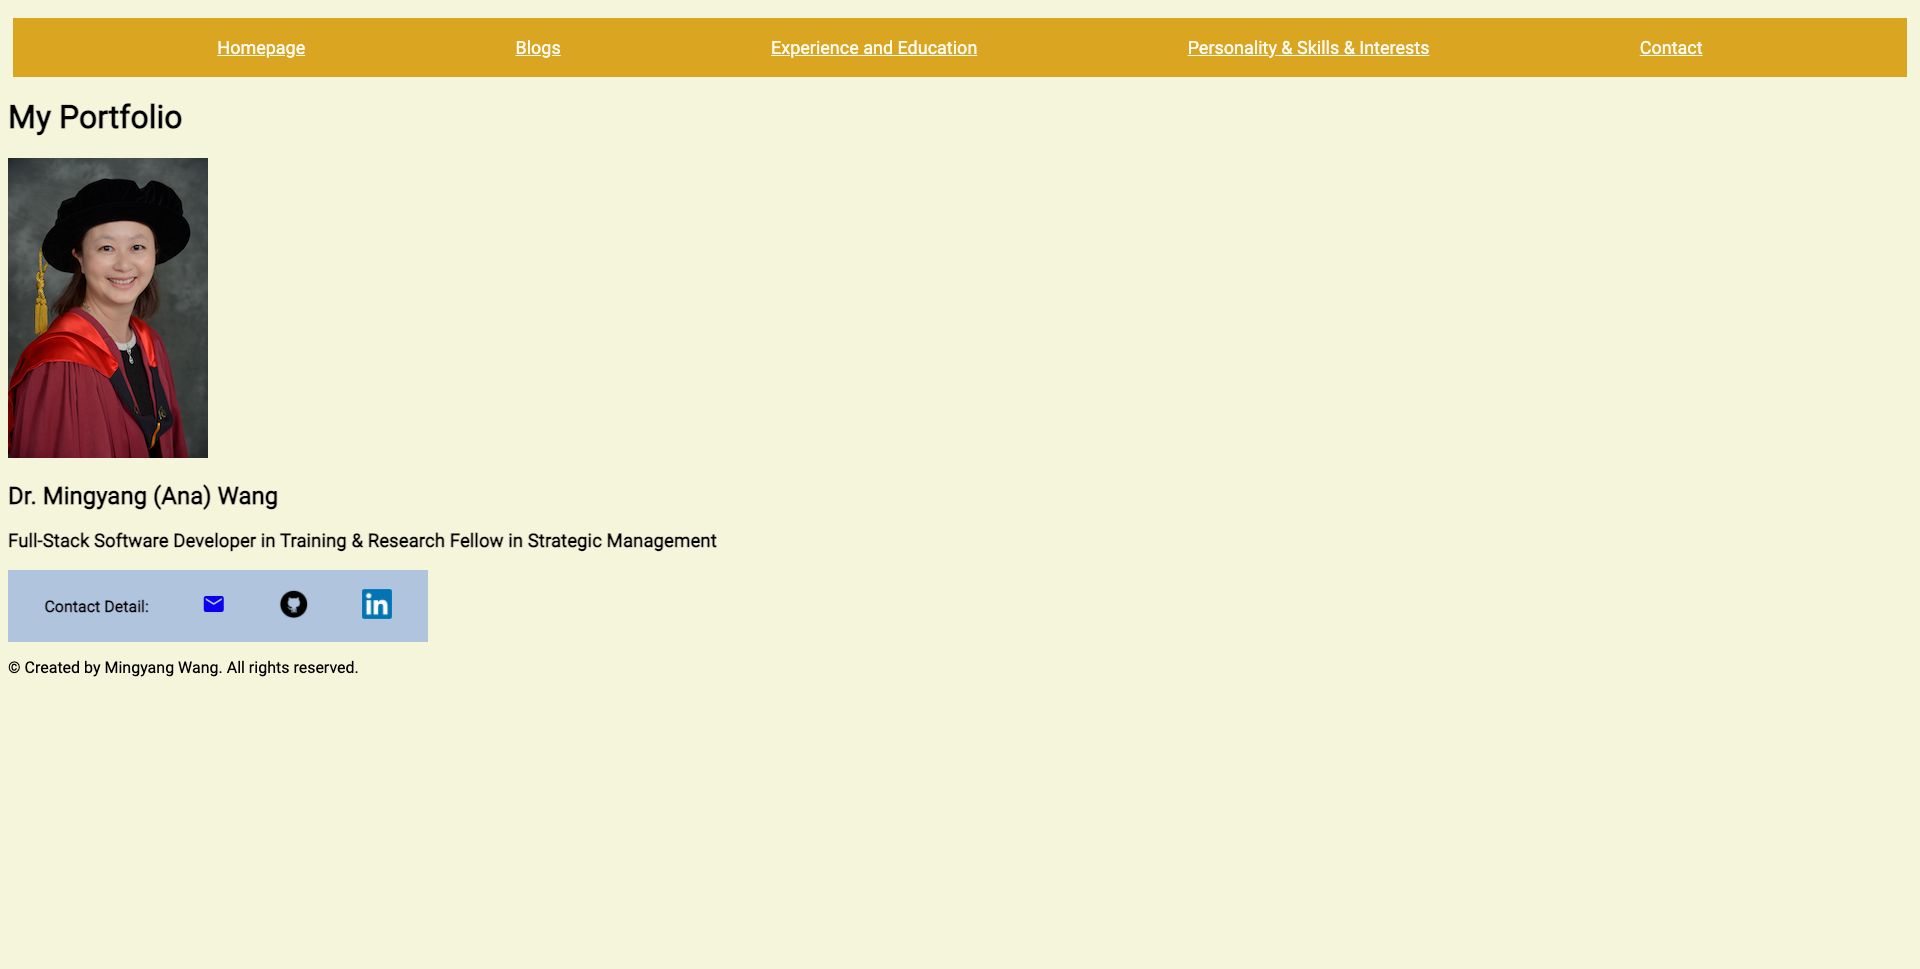 Homepage Blogs Experience and Education Personality & Skills & Interests Contact
My Portfolio
Dr. Mingyang (Ana) Wang
Full-Stack Software Developer in Training & Research Fellow in Strategic Management
Contact Detail: in
© Created by Mingyang Wang. All rights reserved.